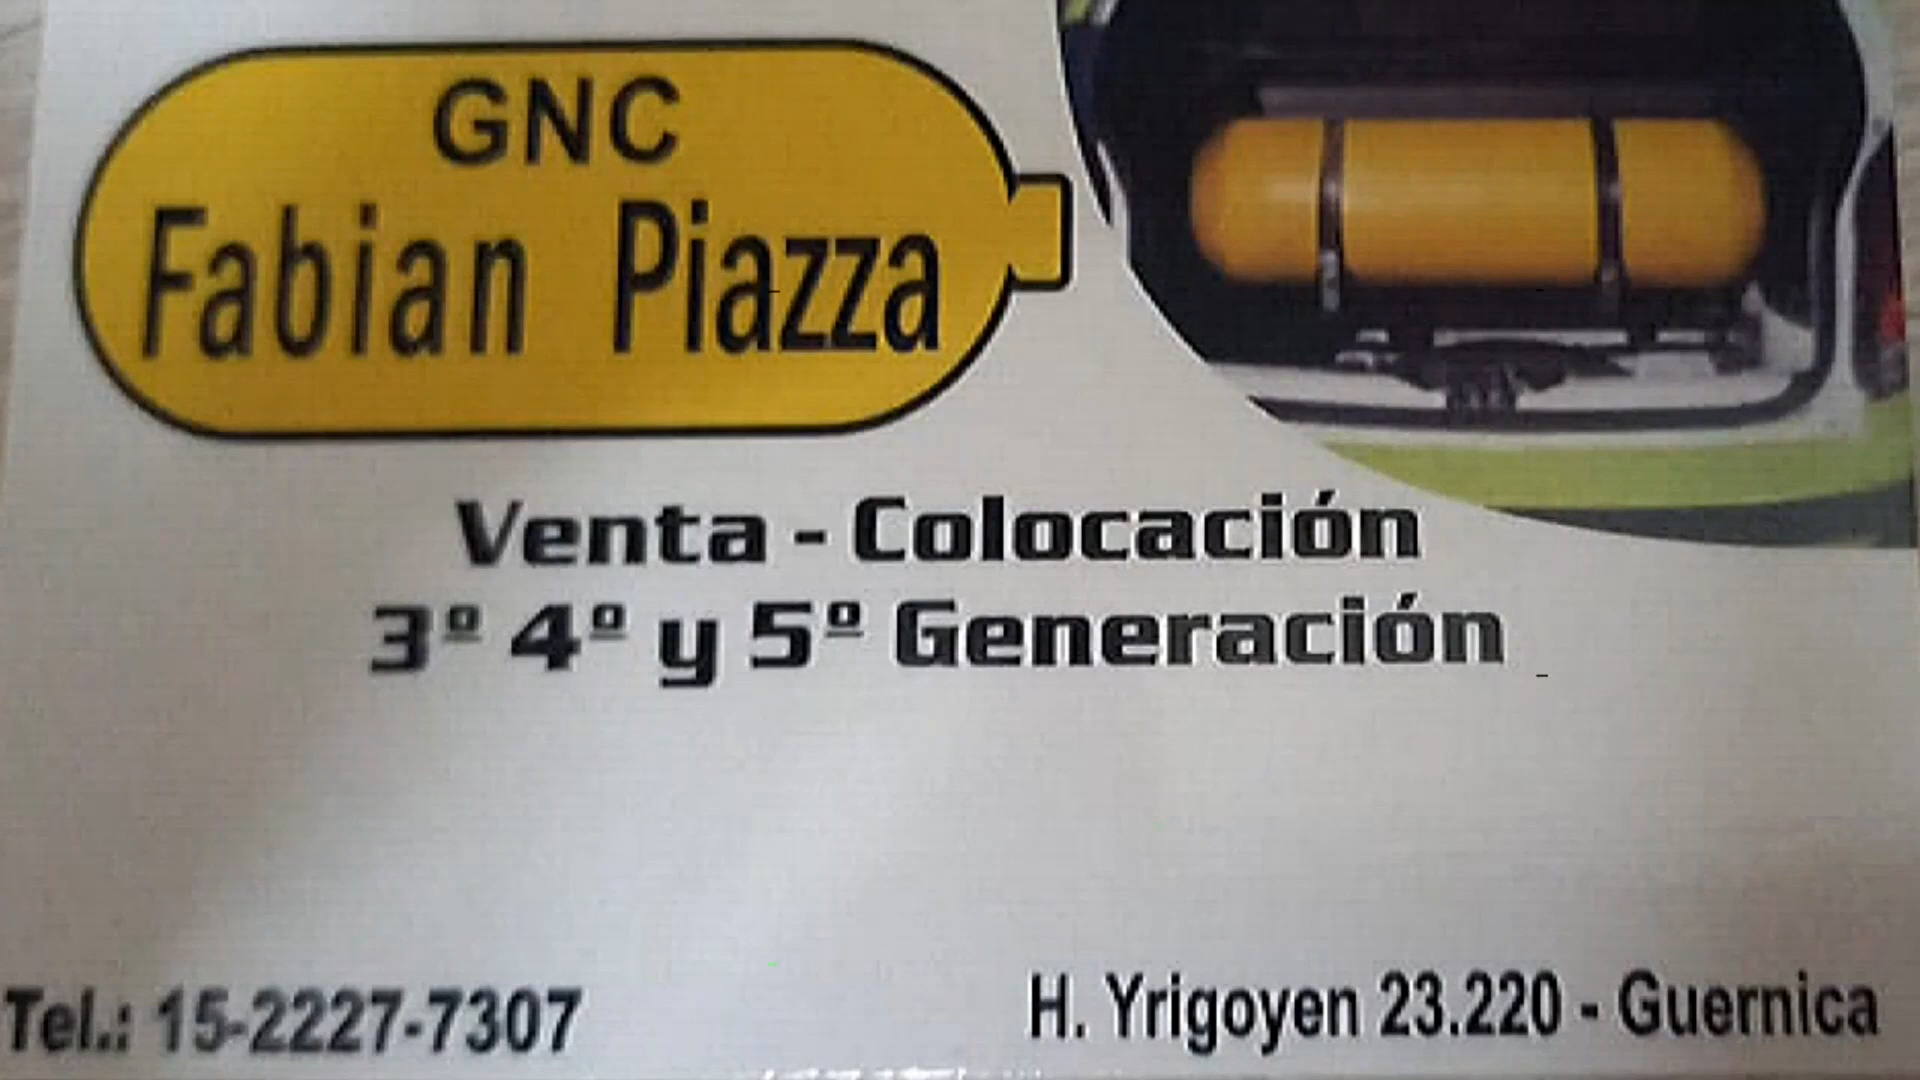 GNC
Fabian Piazza
Venta - Colocación
3º 4º y 5º Generación
Tel.: 15-2227-7307
H. Yrigoyen 23.220 - Guernica